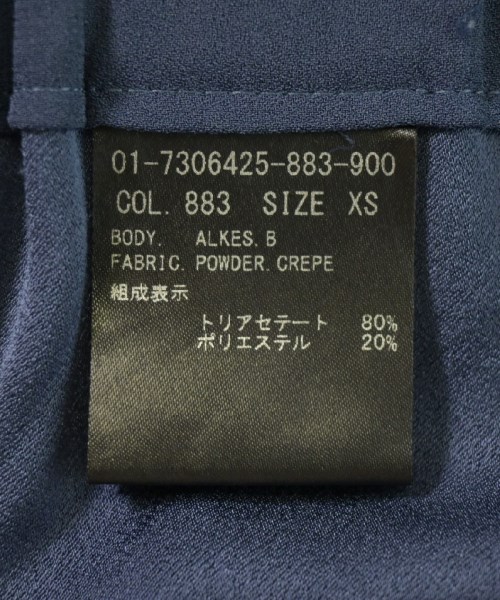 01-7306425-883-900
COL. 883 SIZE XS
BODY. ALKES. B
FABRIC. POWDER. CREPE
組成表示
トリアセテート 80%
ポリエステル 20%